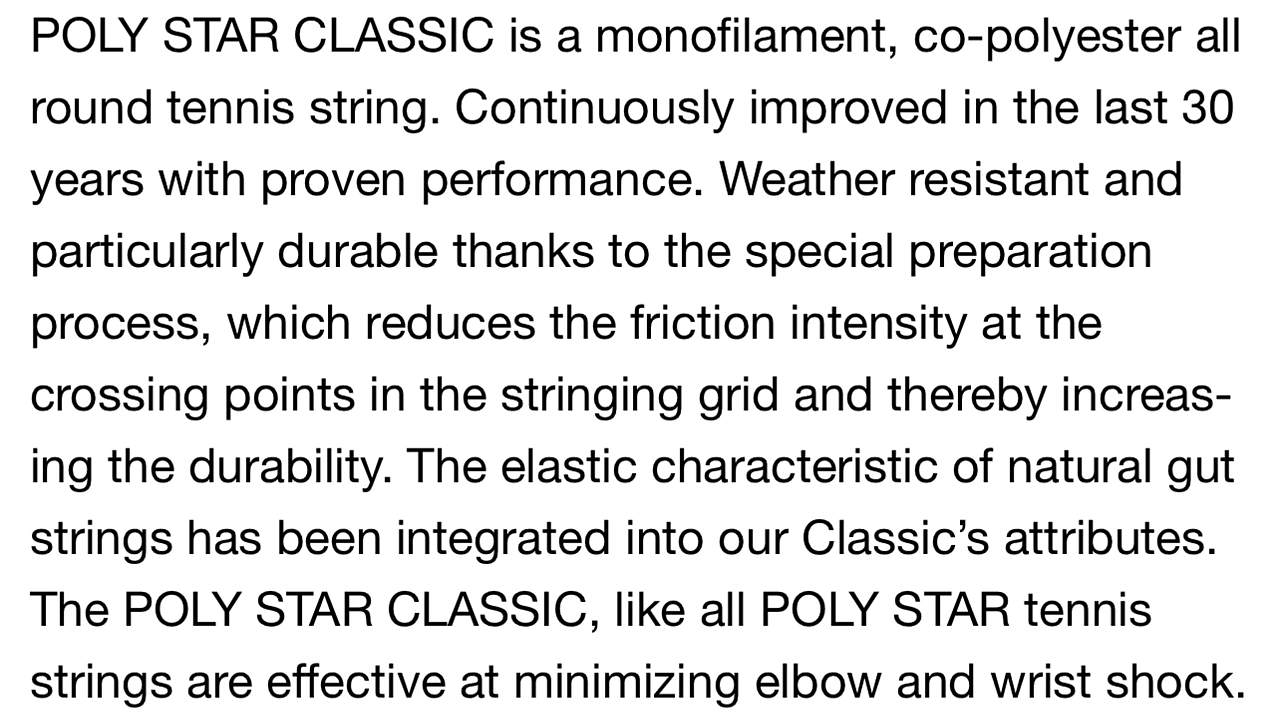 POLY STAR CLASSIC is a monofilament, co-polyester all
round tennis string. Continuously improved in the last 30
years with proven performance. Weather resistant and
particularly durable thanks to the special preparation
process, which reduces the friction intensity at the
crossing points in the stringing grid and thereby increas-
ing the durability. The elastic characteristic of natural gut
strings has been integrated into our Classic’s attributes.
The POLY STAR CLASSIC, like all POLY STAR tennis
strings are effective at minimizing elbow and wrist shock.